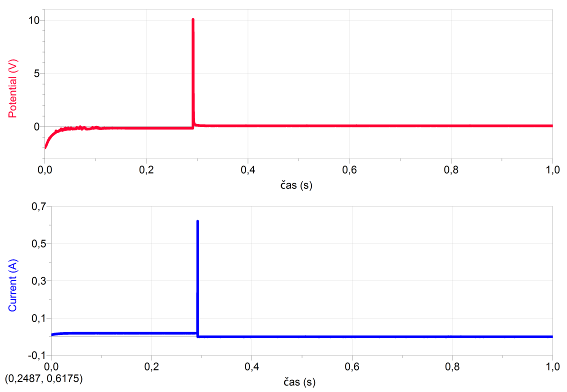 10
5
0
Potential (V)
0,0 0,2 0,4 0,6 0,8 1,0
čas (s)
0,7
0,5
0,3
0,1
-0,1
Current (A)
0,0 0,2 0,4 0,6 0,8 1,0
(0,2487, 0,6175)
čas (s)